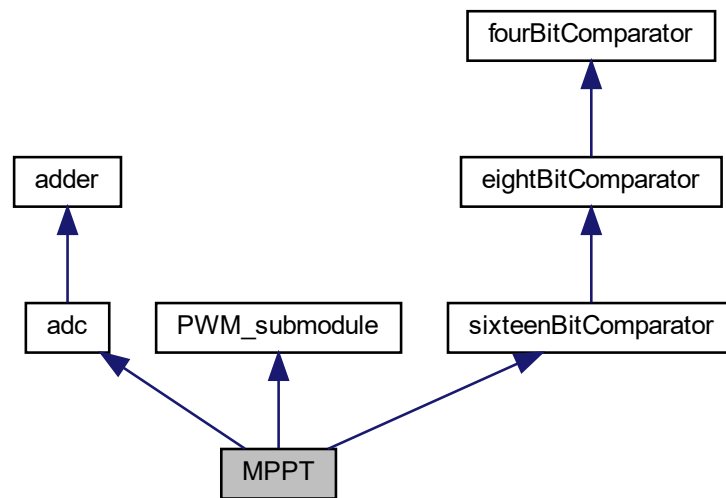 fourBitComparator
adder
eightBitComparator
adc
PWM_submodule
sixteenBitComparator
MPPT